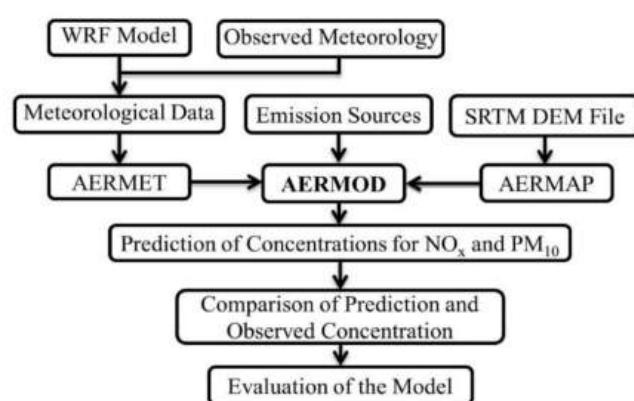 WRF Model
Observed Meteorology
Meteorological Data
Emission Sources
SRTM DEM File
AERMET
AERMOD
AERMAP
Prediction of Concentrations for NOₓ and PM₁₀
Comparison of Prediction and
Observed Concentration
Evaluation of the Model